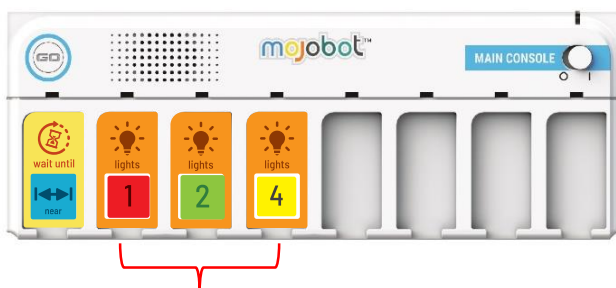 GO
mojobot™
MAIN CONSOLE
O I
wait until
near
lights
1
lights
2
lights
4